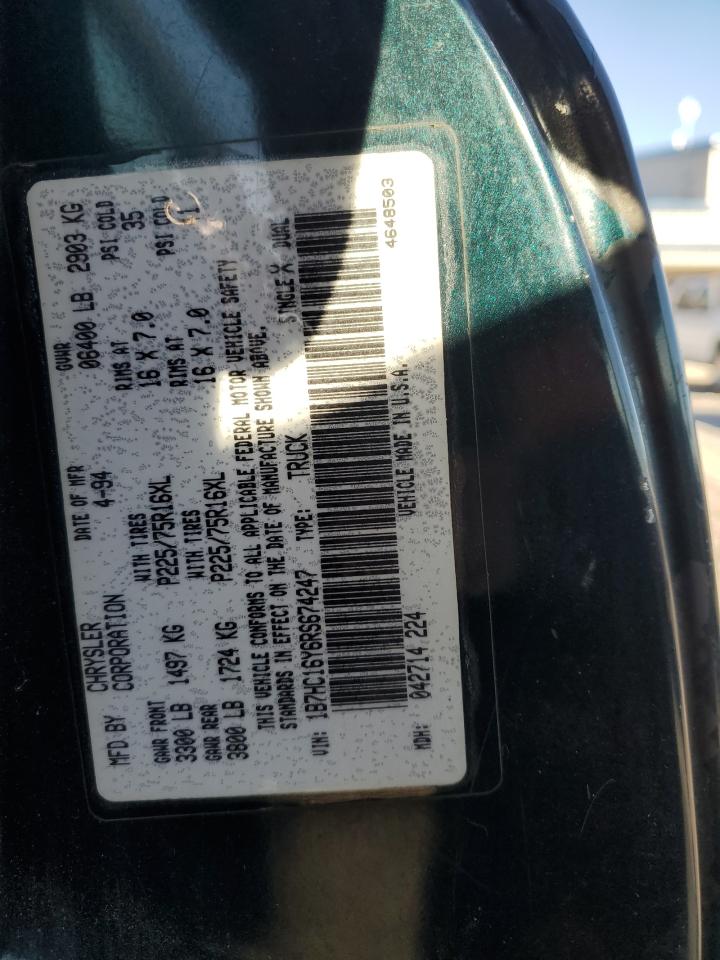 MFD BY CHRYSLER CORPORATION DATE OF MFR 4-94 GVWR 06400 LB 2903 KG
GAWR FRONT WITH TIRES RIMS AT PSI COLD
3300 LB 1497 KG P225/75R16XL 16 X 7.0 35
GAWR REAR WITH TIRES RIMS AT PSI COLD
3800 LB 1724 KG P225/75R16XL 16 X 7.0
THIS VEHICLE CONFORMS TO ALL APPLICABLE FEDERAL MOTOR VEHICLE SAFETY
STANDARDS IN EFFECT ON THE DATE OF MANUFACTURE SHOWN ABOVE.
VIN: 1B7HC16Y6RS674247 TYPE: TRUCK SINGLE X DUAL
MDH: 042714 224 VEHICLE MADE IN U.S.A. 4648503